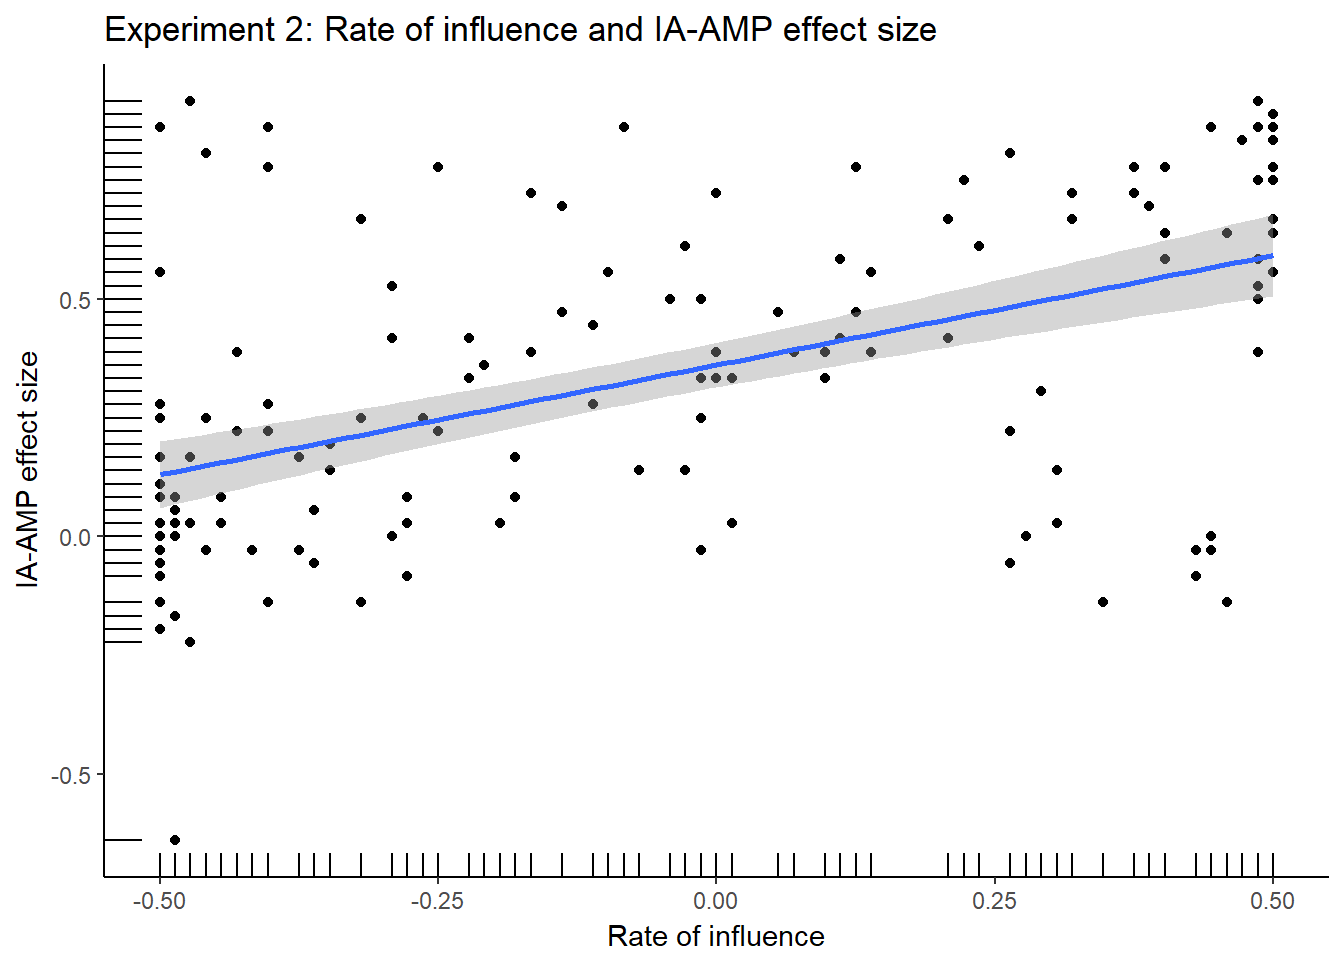 Experiment 2: Rate of influence and IA-AMP effect size
IA-AMP effect size
0.5
0.0
-0.5
-0.50
-0.25
0.00
0.25
0.50
Rate of influence